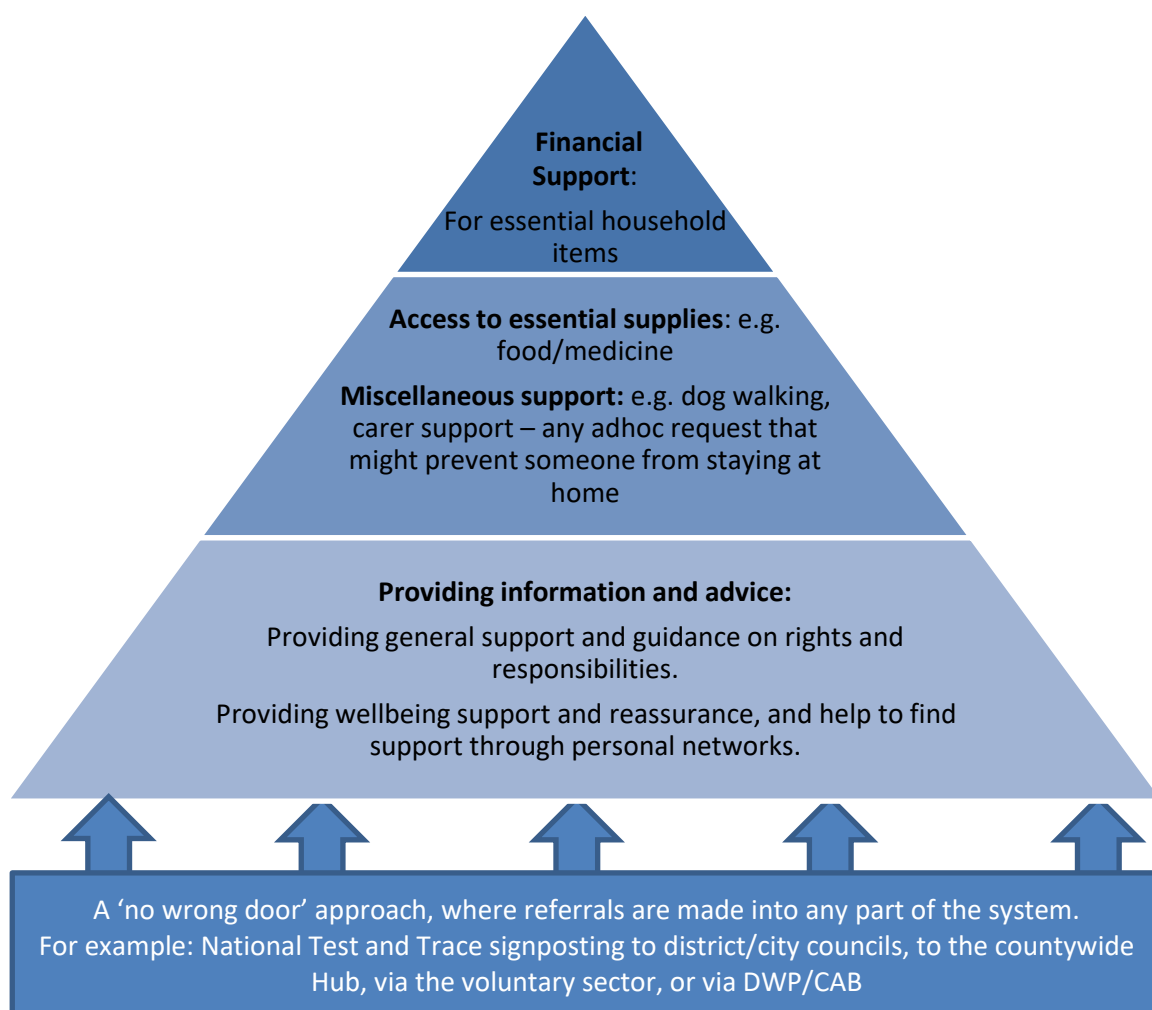 Financial
Support:
For essential household
items
Access to essential supplies: e.g.
food/medicine
Miscellaneous support: e.g. dog walking,
carer support – any adhoc request that
might prevent someone from staying at
home
Providing information and advice:
Providing general support and guidance on rights and
responsibilities.
Providing wellbeing support and reassurance, and help to find
support through personal networks.
A ‘no wrong door’ approach, where referrals are made into any part of the system.
For example: National Test and Trace signposting to district/city councils, to the countywide
Hub, via the voluntary sector, or via DWP/CAB